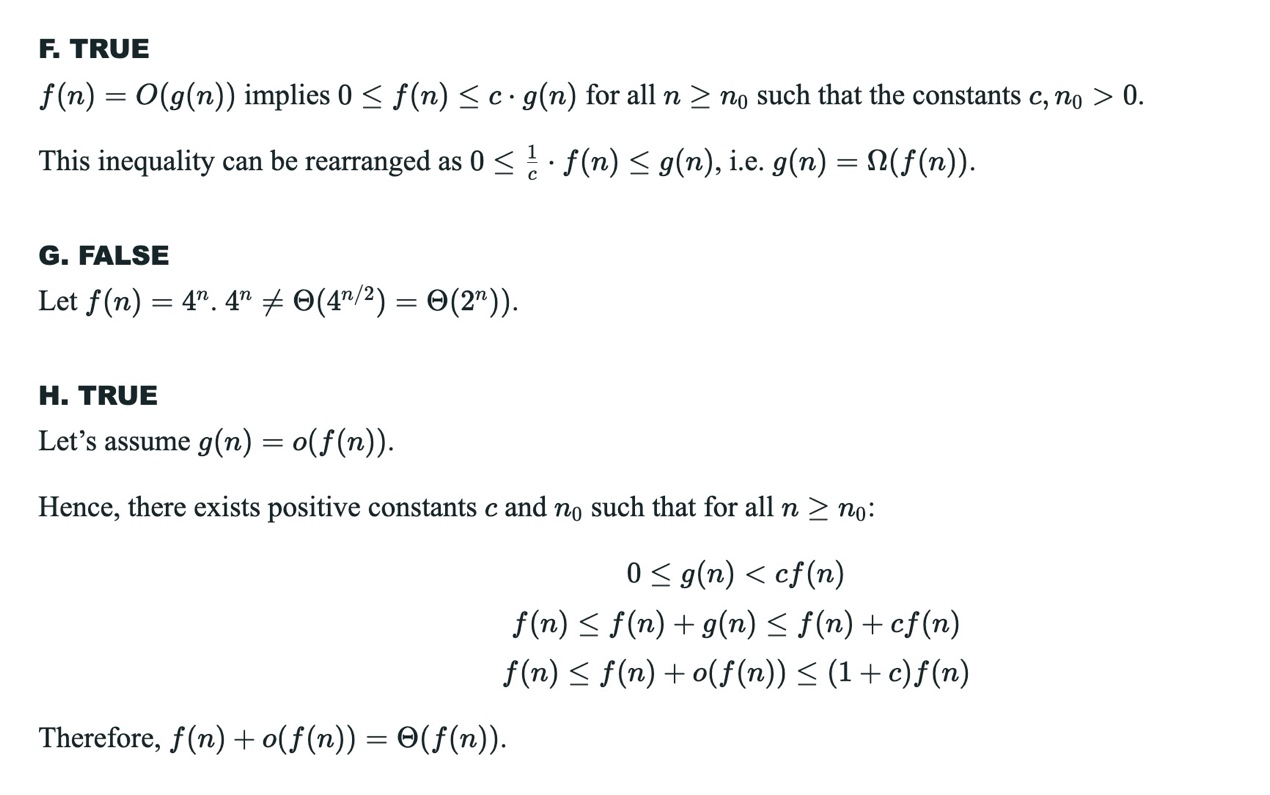 F. TRUE
f(n) = O(g(n)) implies 0 ≤ f(n) ≤ c · g(n) for all n ≥ n₀ such that the constants c, n₀ > 0.
This inequality can be rearranged as 0 ≤ 1/c · f(n) ≤ g(n), i.e. g(n) = Ω(f(n)).
G. FALSE
Let f(n) = 4ⁿ. 4ⁿ ≠ Θ(4^{n/2}) = Θ(2ⁿ)).
H. TRUE
Let’s assume g(n) = o(f(n)).
Hence, there exists positive constants c and n₀ such that for all n ≥ n₀:
0 ≤ g(n) < cf(n)
f(n) ≤ f(n) + g(n) ≤ f(n) + cf(n)
f(n) ≤ f(n) + o(f(n)) ≤ (1 + c)f(n)
Therefore, f(n) + o(f(n)) = Θ(f(n)).